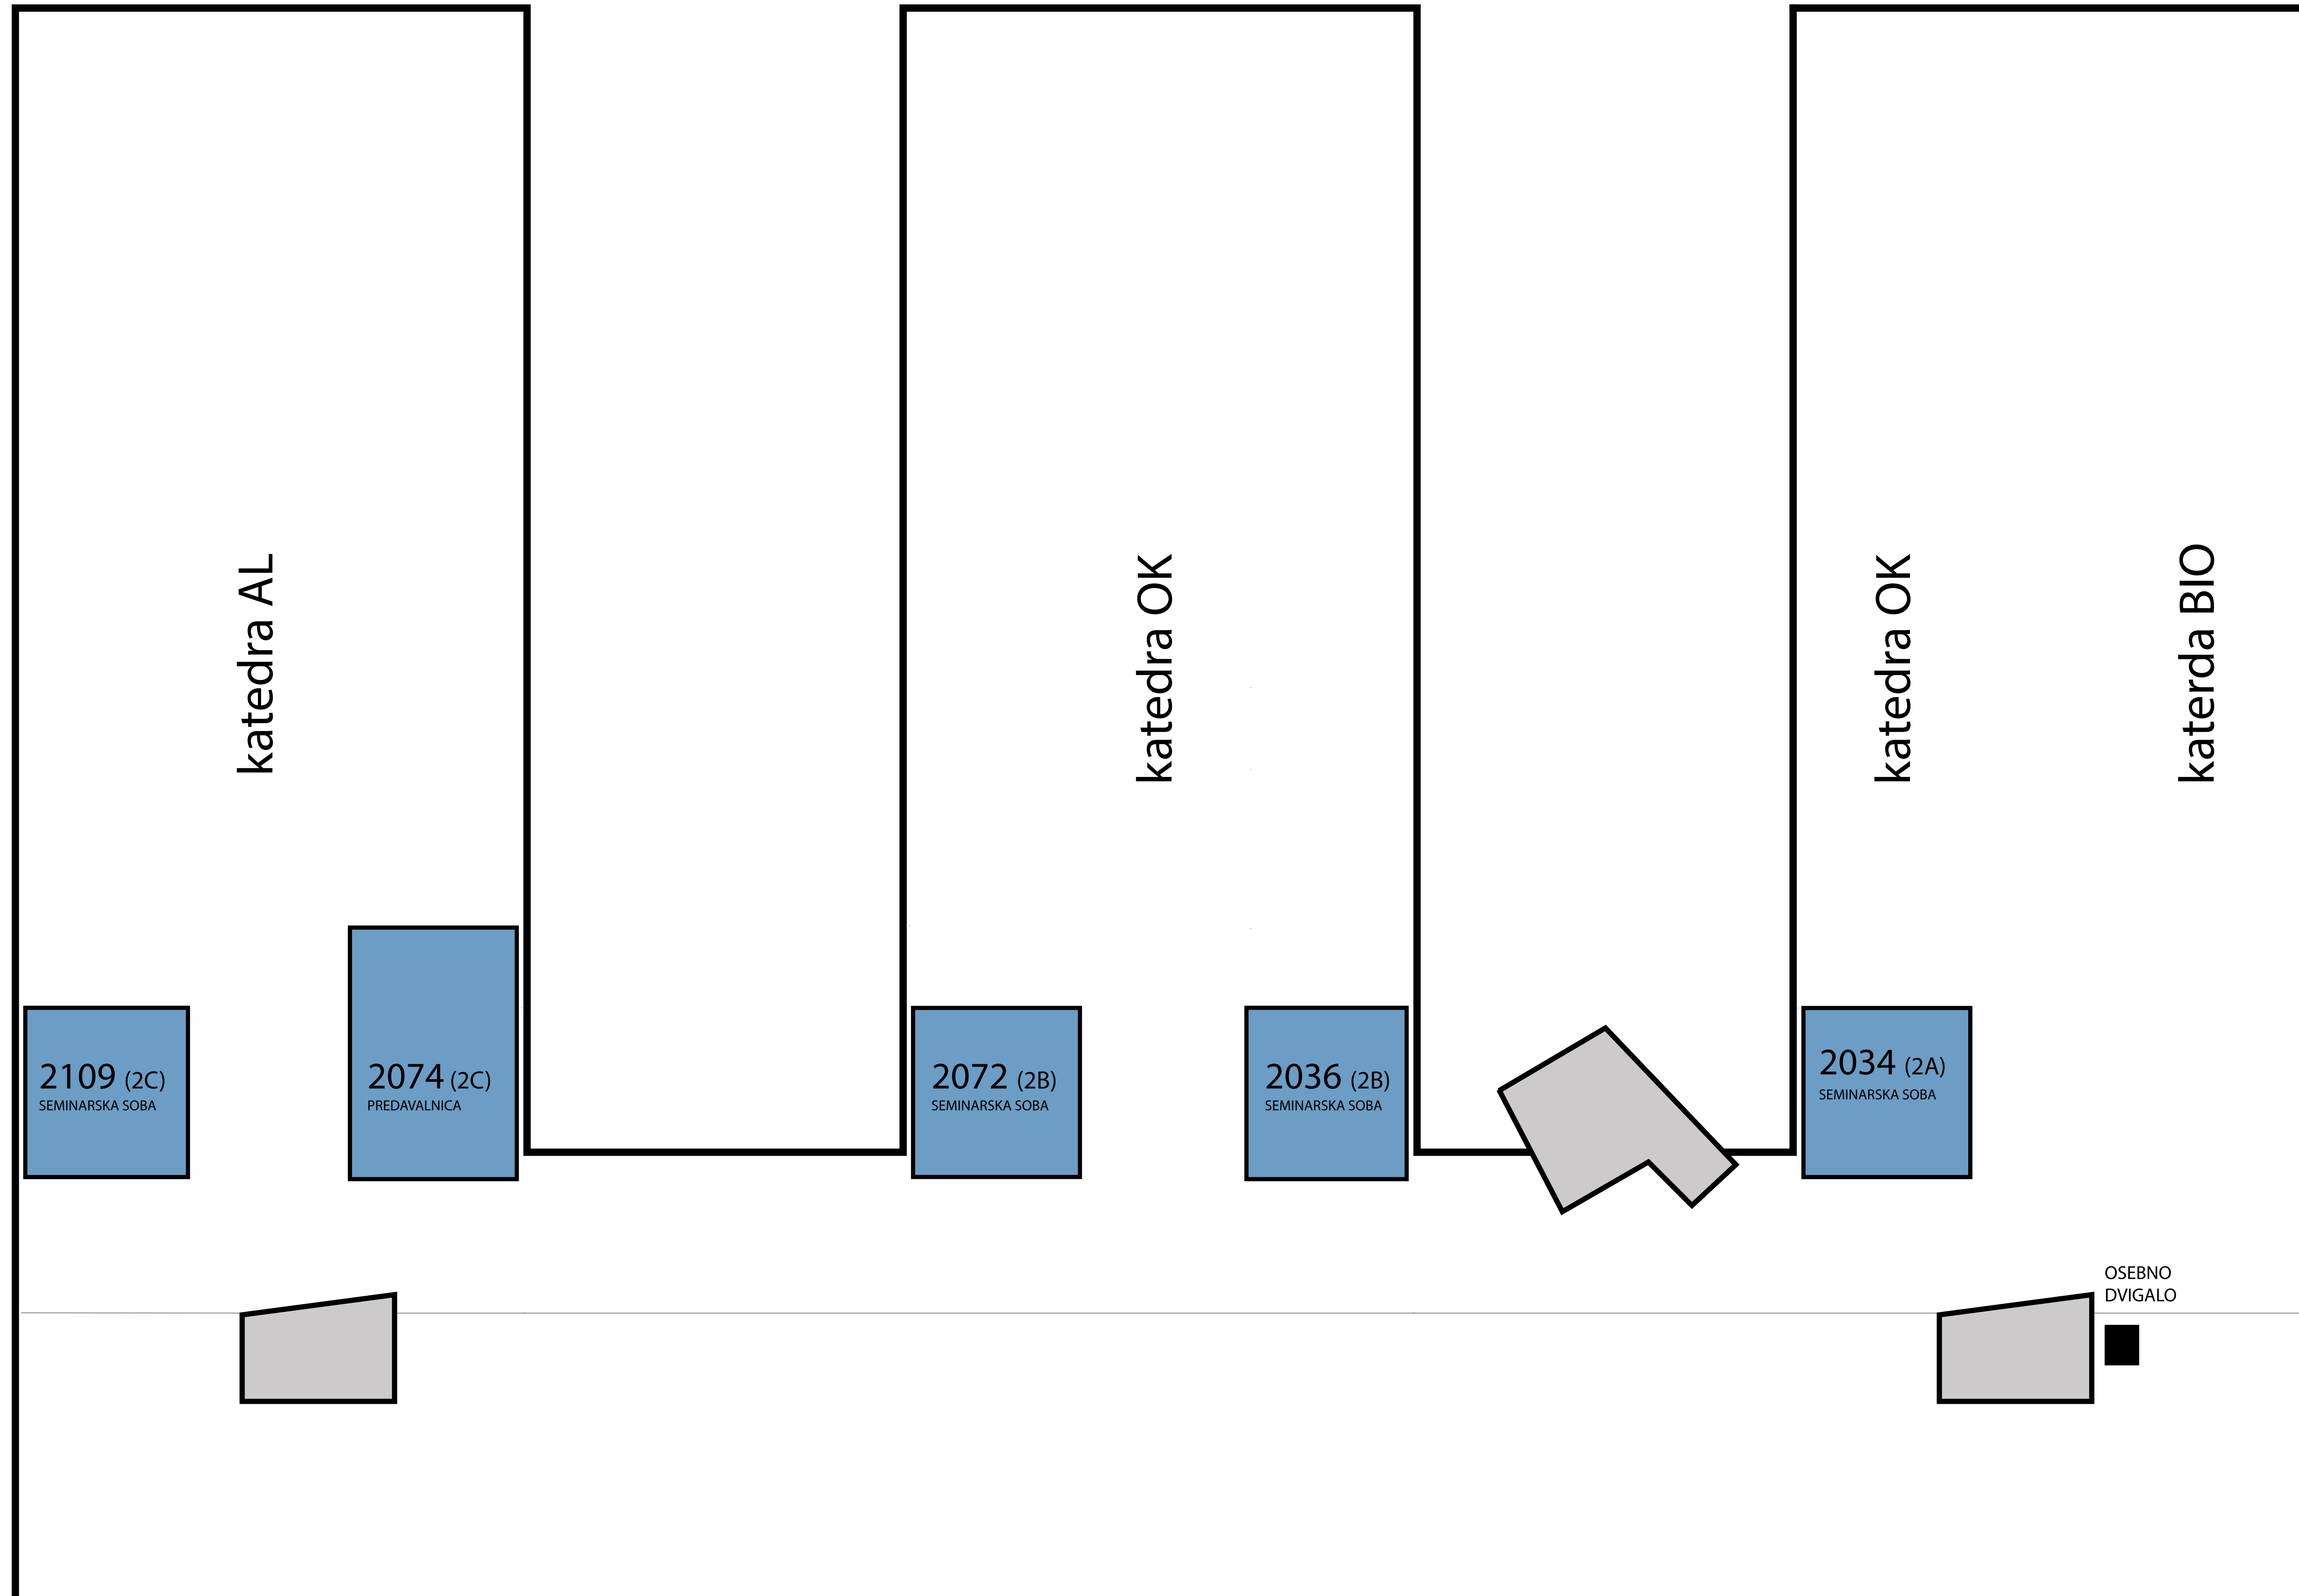 katedra AL
katedra OK
katedra OK
katerda BIO
2109 (2C)
SEMINARSKA SOBA
2074 (2C)
PREDAVALNICA
2072 (2B)
SEMINARSKA SOBA
2036 (2B)
SEMINARSKA SOBA
2034 (2A)
SEMINARSKA SOBA
OSEBNO
DVIGALO